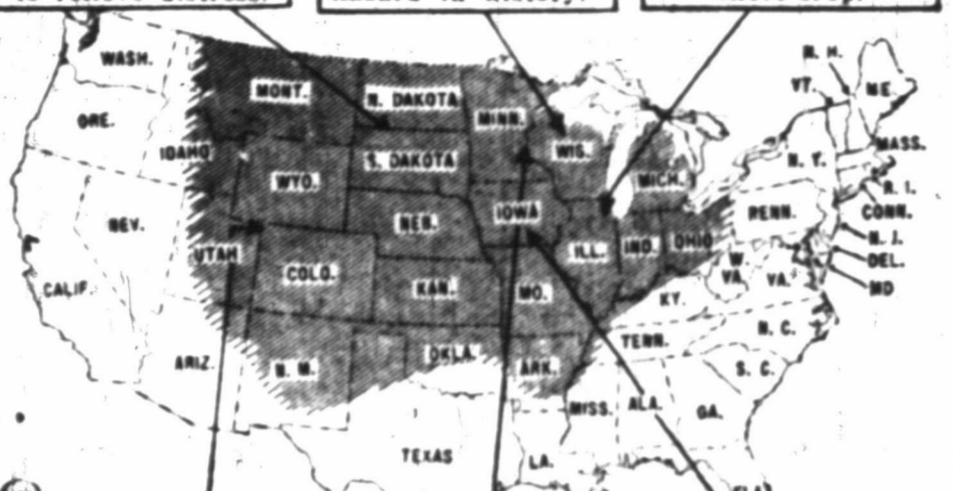 WASH.
N. H.
VT.
ME.
MONT.
N. DAKOTA
MINN.
ORE.
IDAHO
S. DAKOTA
WIS.
MASS.
N. Y.
WYO.
MICH.
R. I.
NEV.
NEB.
IOWA
PENN.
CONN.
N. J.
UTAH
ILL.
IND.
OHIO
DEL.
W.
VA.
VA.
COLO.
CALIF.
KAN.
MO.
KY.
MD
N. C.
TENN.
OKLA.
ARIZ.
N. M.
ARK.
S. C.
MISS.
ALA.
GA.
TEXAS
LA.